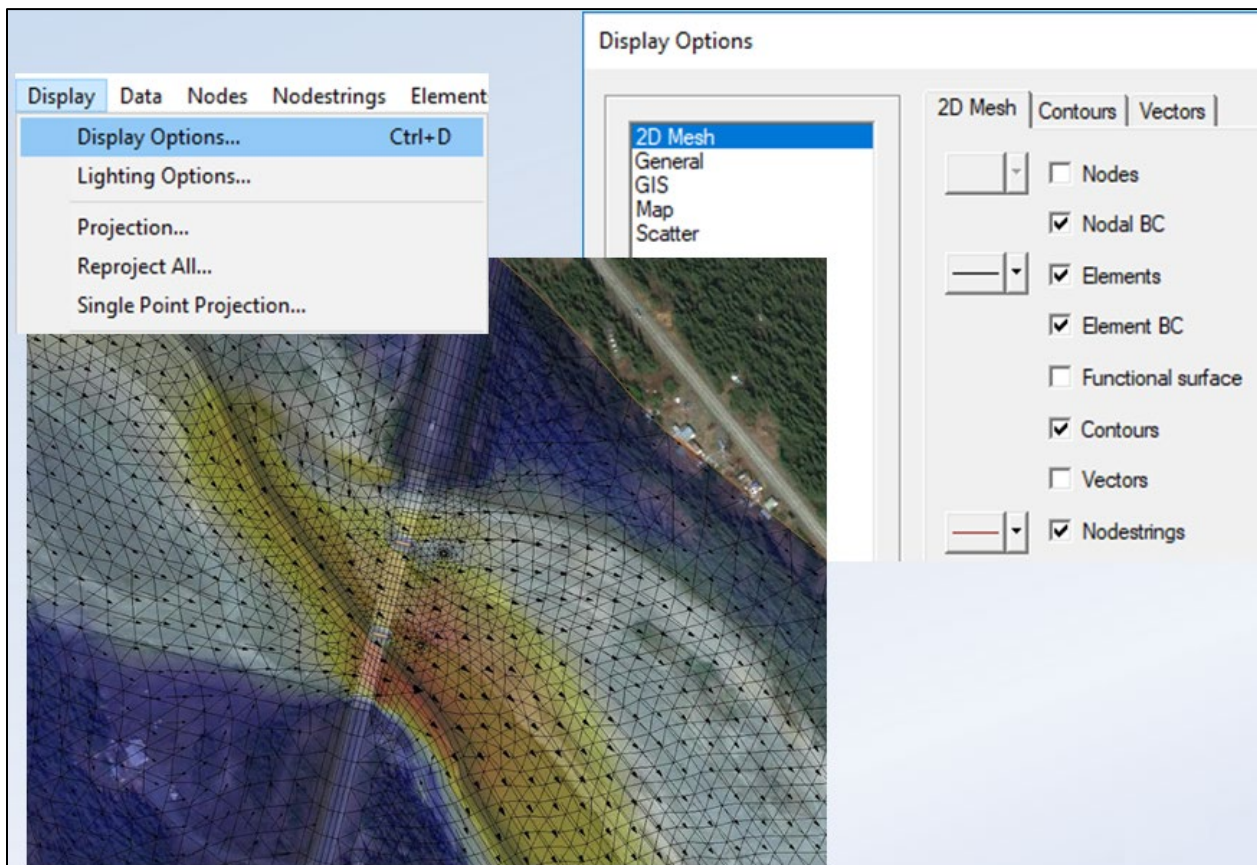 Display Data Nodes Nodestrings Element
Display Options... Ctrl+D
Lighting Options...
Projection...
Reproject All...
Single Point Projection...
Display Options
2D Mesh
General
GIS
Map
Scatter
2D Mesh Contours Vectors
Nodes
Nodal BC
Elements
Element BC
Functional surface
Contours
Vectors
Nodestrings